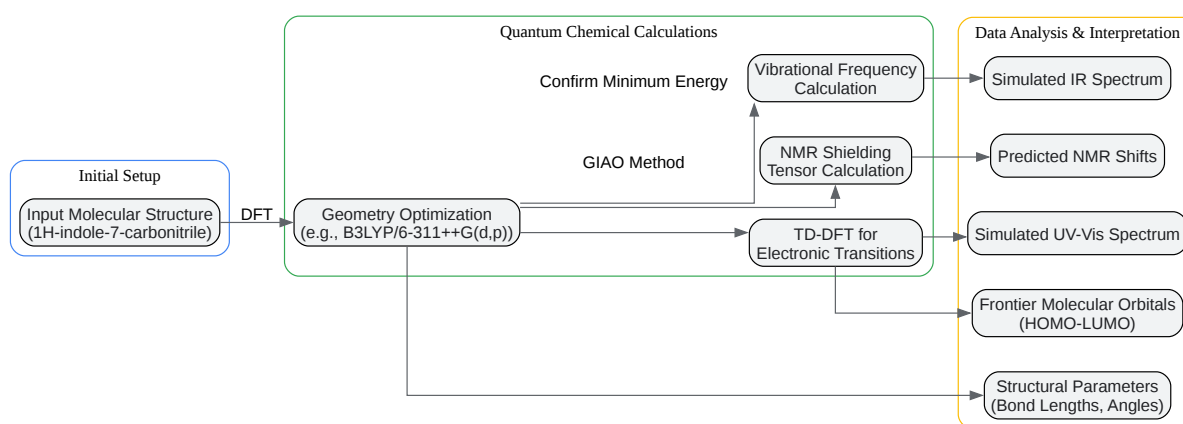 Quantum Chemical Calculations
Data Analysis & Interpretation
Confirm Minimum Energy
Vibrational Frequency
Calculation
Simulated IR Spectrum
GIAO Method
NMR Shielding
Tensor Calculation
Predicted NMR Shifts
Initial Setup
Input Molecular Structure
(1H-indole-7-carbonitrile)
DFT
Geometry Optimization
(e.g., B3LYP/6-311++G(d,p))
TD-DFT for
Electronic Transitions
Simulated UV-Vis Spectrum
Frontier Molecular Orbitals
(HOMO-LUMO)
Structural Parameters
(Bond Lengths, Angles)